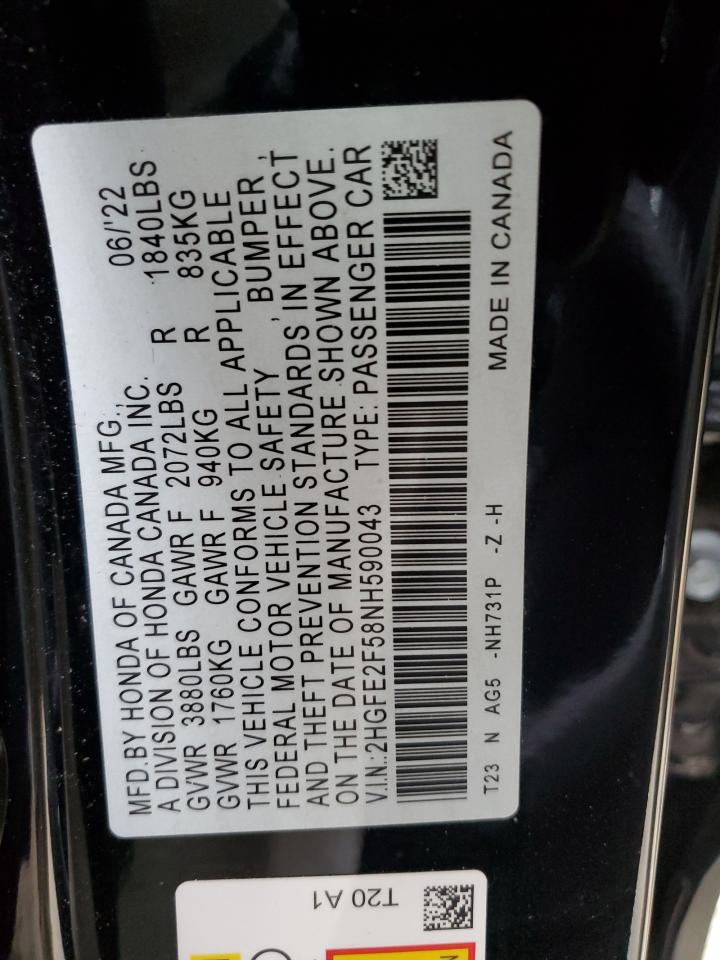 MFD.BY HONDA OF CANADA MFG., 06/'22
A DIVISION OF HONDA CANADA INC.
GVWR 3880LBS GAWR F 2072LBS R 1840LBS
GVWR 1760KG GAWR F 940KG R 835KG
THIS VEHICLE CONFORMS TO ALL APPLICABLE
FEDERAL MOTOR VEHICLE SAFETY , BUMPER ,
AND THEFT PREVENTION STANDARDS IN EFFECT
ON THE DATE OF MANUFACTURE SHOWN ABOVE.
V.I.N.:2HGFE2F58NH590043 TYPE: PASSENGER CAR
T23 N AG5 -NH731P -Z -H MADE IN CANADA
T20 A1